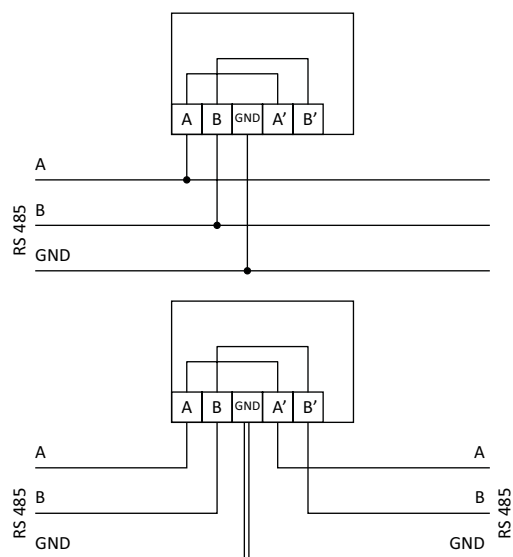 A B GND A’ B’
A
B
GND
RS 485
A B GND A’ B’
A A
B B
GND GND
RS 485 RS 485